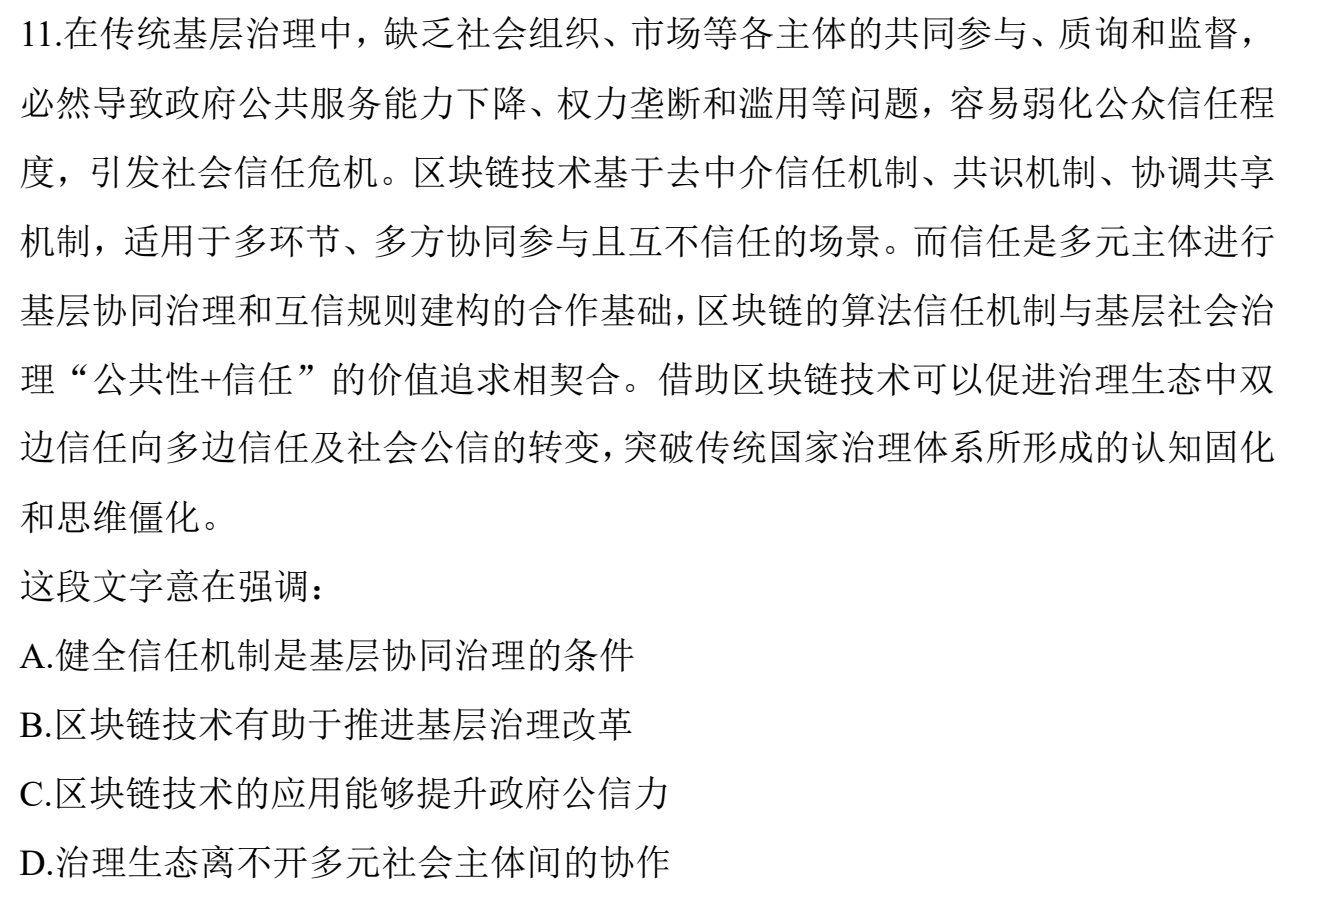 11.在传统基层治理中，缺乏社会组织、市场等各主体的共同参与、质询和监督，
必然导致政府公共服务能力下降、权力垄断和滥用等问题，容易弱化公众信任程
度，引发社会信任危机。区块链技术基于去中介信任机制、共识机制、协调共享
机制，适用于多环节、多方协同参与且互不信任的场景。而信任是多元主体进行
基层协同治理和互信规则建构的合作基础，区块链的算法信任机制与基层社会治
理“公共性+信任”的价值追求相契合。借助区块链技术可以促进治理生态中双
边信任向多边信任及社会公信的转变，突破传统国家治理体系所形成的认知固化
和思维僵化。
这段文字意在强调：
A.健全信任机制是基层协同治理的条件
B.区块链技术有助于推进基层治理改革
C.区块链技术的应用能够提升政府公信力
D.治理生态离不开多元社会主体间的协作